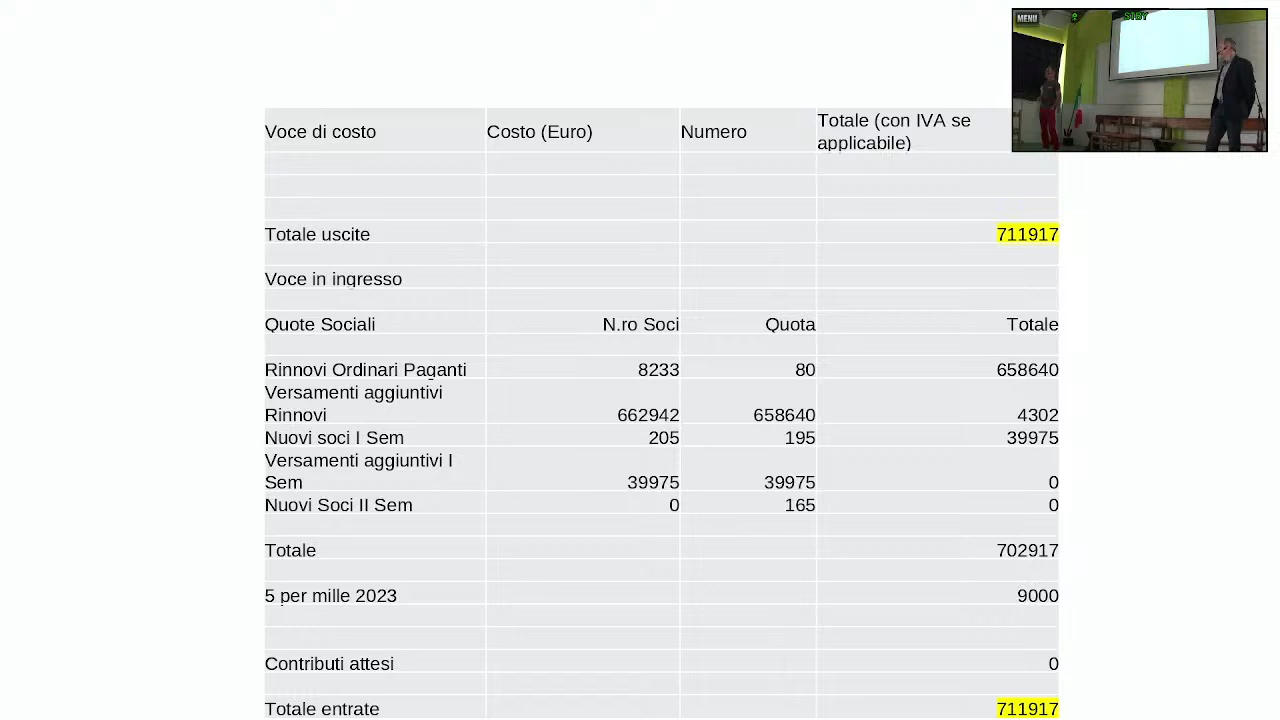 MENU
STBY
Voce di costo Costo (Euro) Numero Totale (con IVA se
applicabile)
Totale uscite 711917
Voce in ingresso
Quote Sociali N.ro Soci Quota Totale
Rinnovi Ordinari Paganti 8233 80 658640
Versamenti aggiuntivi
Rinnovi 662942 658640 4302
Nuovi soci I Sem 205 195 39975
Versamenti aggiuntivi I
Sem 39975 39975 0
Nuovi Soci II Sem 0 165 0
Totale 702917
5 per mille 2023 9000
Contributi attesi 0
Totale entrate 711917